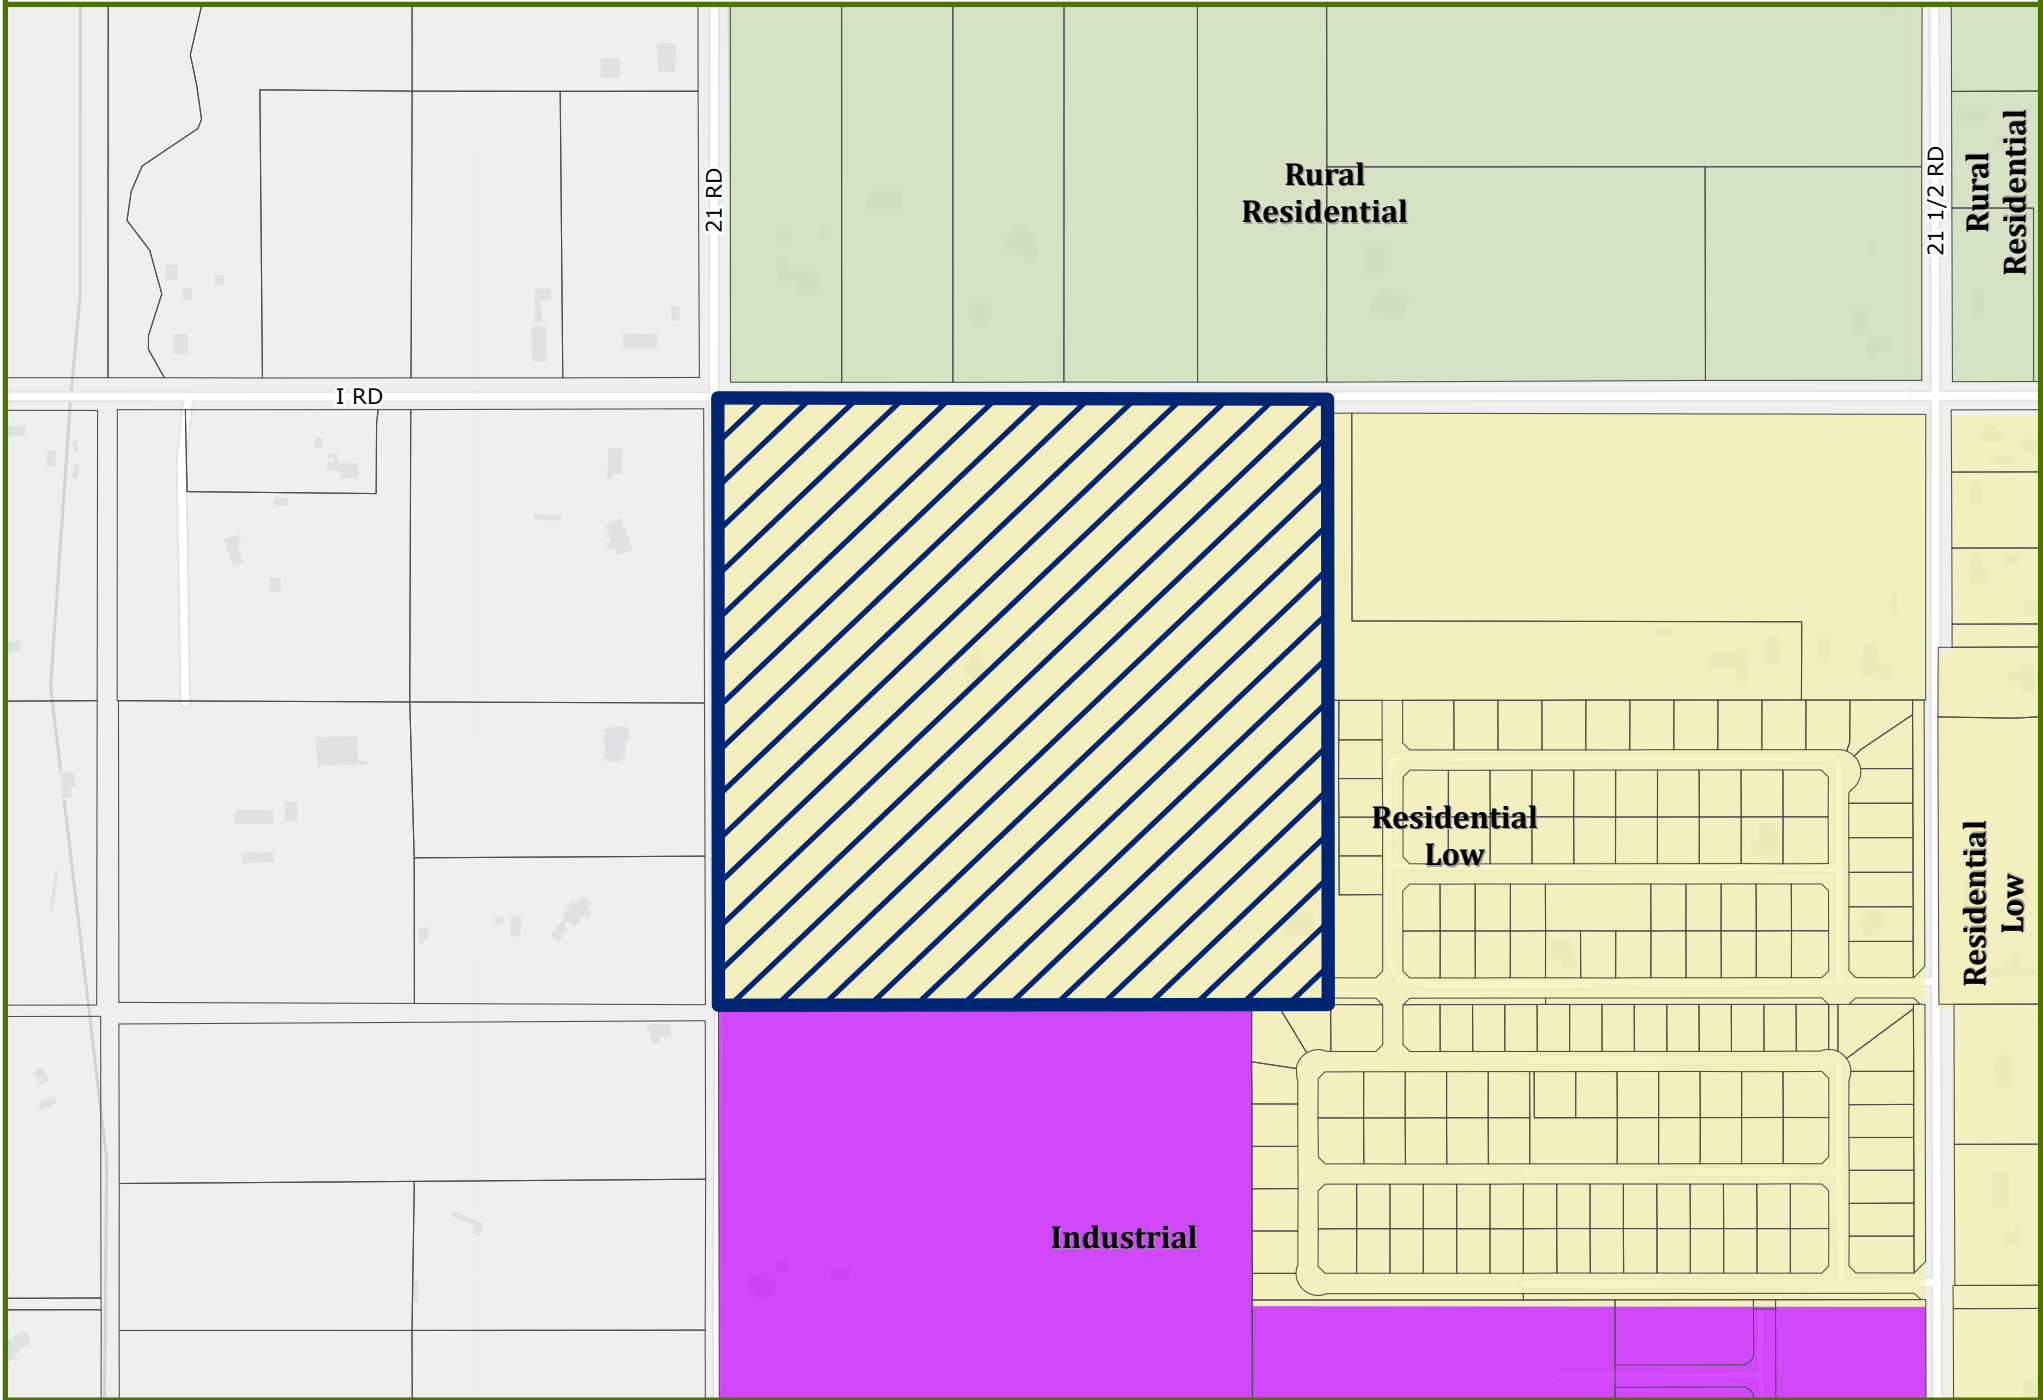 Rural
Residential
21 RD
21 1/2 RD
Rural
Residential
I RD
Residential
Low
Residential
Low
Industrial